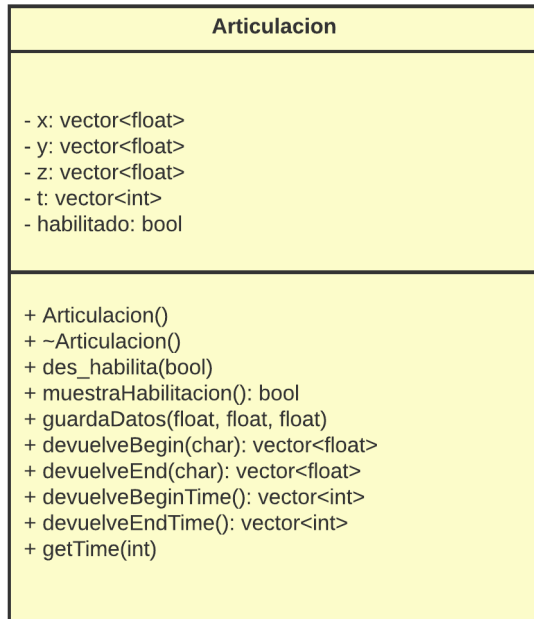 Articulacion
- x: vector<float>
- y: vector<float>
- z: vector<float>
- t: vector<int>
- habilitado: bool
+ Articulacion()
+ ~Articulacion()
+ des_habilita(bool)
+ muestraHabilitacion(): bool
+ guardaDatos(float, float, float)
+ devuelveBegin(char): vector<float>
+ devuelveEnd(char): vector<float>
+ devuelveBeginTime(): vector<int>
+ devuelveEndTime(): vector<int>
+ getTime(int)